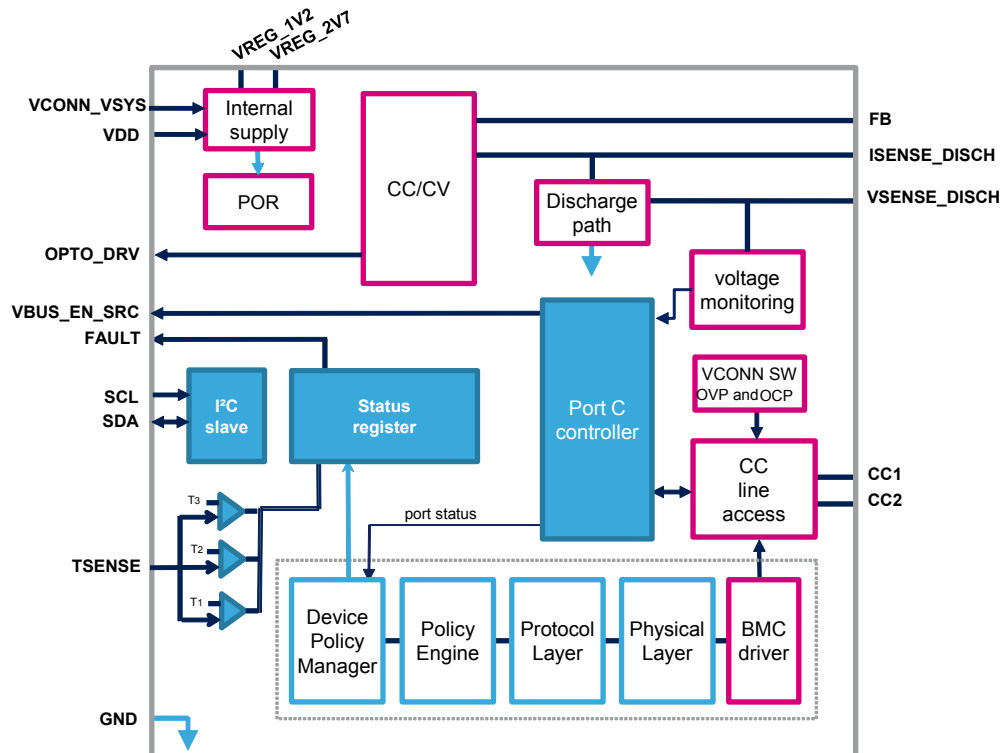 VREG_1V2
VREG_2V7
VCONN_VSYS
VDD
Internal
supply
POR
CC/CV
FB
ISENSE_DISCH
VSENSE_DISCH
Discharge
path
voltage
monitoring
OPTO_DRV
VBUS_EN_SRC
FAULT
SCL
SDA
I²C
slave
Status
register
Port C
controller
VCONN SW
OVP and OCP
CC
line
access
CC1
CC2
T3
T2
T1
TSENSE
port status
Device
Policy
Manager
Policy
Engine
Protocol
Layer
Physical
Layer
BMC
driver
GND